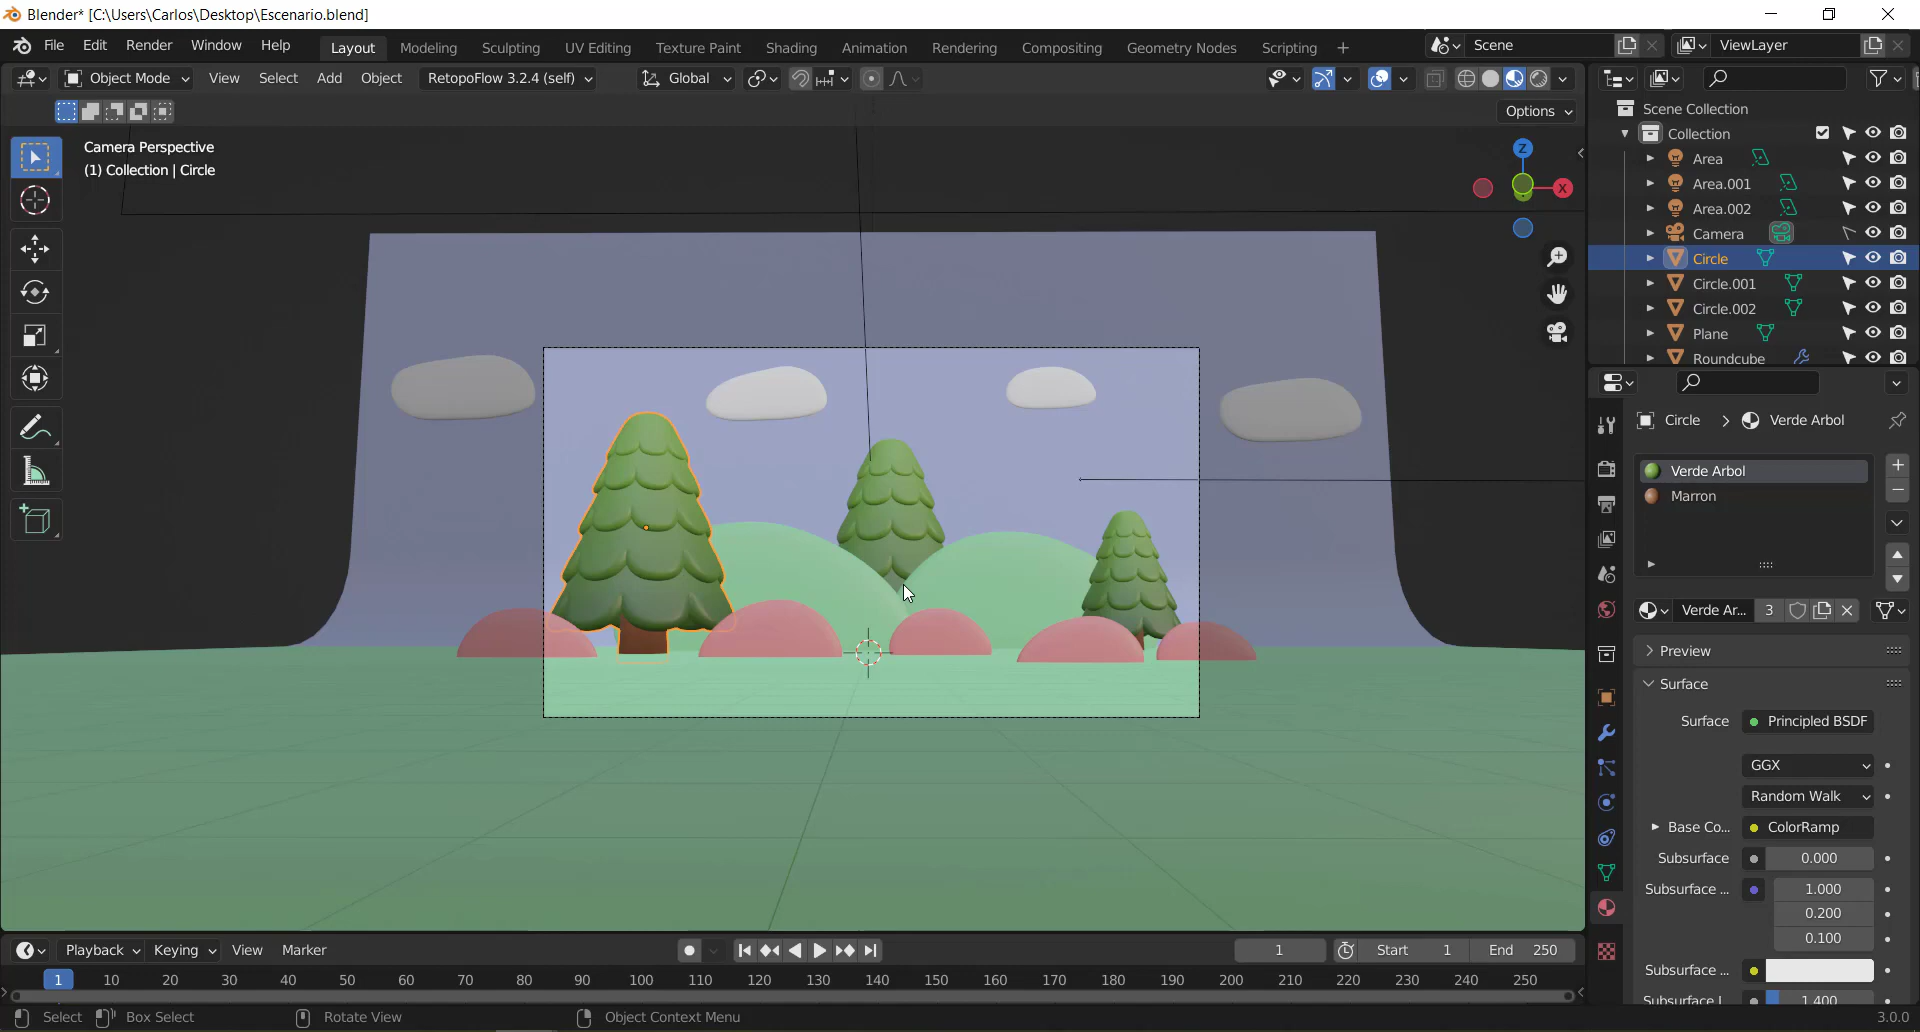 Blender* [C:\Users\Carlos\Desktop\Escenario.blend]
File Edit Render Window Help Layout Modeling Sculpting UV Editing Texture Paint Shading Animation Rendering Compositing Geometry Nodes Scripting + Scene ViewLayer
Object Mode View Select Add Object RetopoFlow 3.2.4 (self) Global
Options
Camera Perspective
(1) Collection | Circle
Z
X
Scene Collection
Collection
Area
Area.001
Area.002
Camera
Circle
Circle.001
Circle.002
Plane
Roundcube
Circle > Verde Arbol
Verde Arbol
Marron
Verde Ar... 3
Preview
Surface
Surface Principled BSDF
GGX
Random Walk
Base Co... ColorRamp
Subsurface 0.000
Subsurface ... 1.000
0.200
0.100
Subsurface ...
Subsurface I 1.400
Playback Keying View Marker 1 Start 1 End 250
1 10 20 30 40 50 60 70 80 90 100 110 120 130 140 150 160 170 180 190 200 210 220 230 240 250
Select Box Select Rotate View Object Context Menu 3.0.0